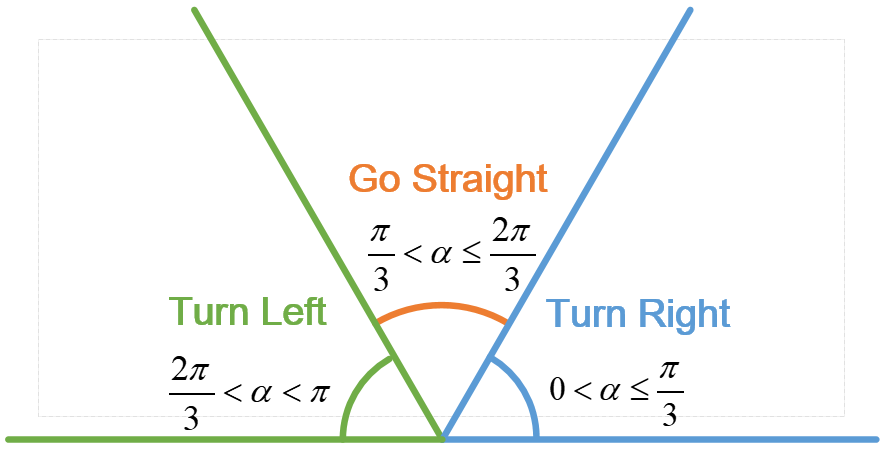 Go Straight
π/3 < α ≤ 2π/3
Turn Left
2π/3 < α < π
Turn Right
0 < α ≤ π/3